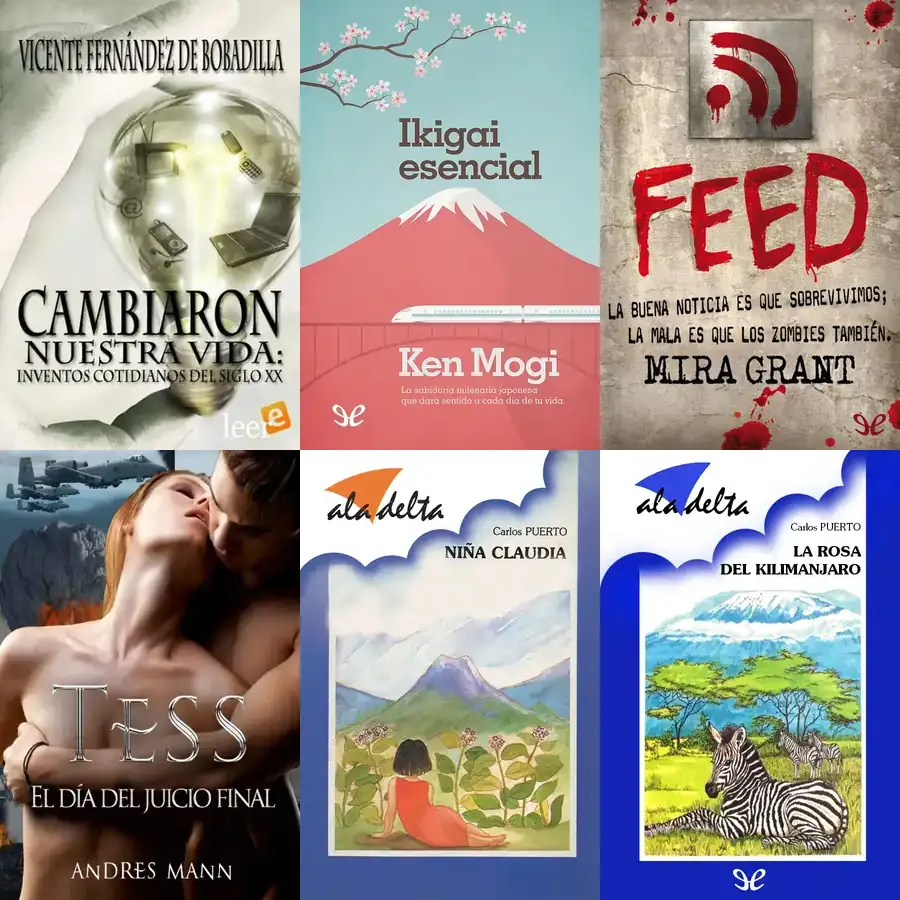 VICENTE FERNÁNDEZ DE BOBADILLA
@
CAMBIARON
NUESTRA VIDA:
INVENTOS COTIDIANOS DEL SIGLO XX
leer-e
Ikigai
esencial
Ken Mogi
La sabiduría milenaria japonesa
que dará sentido a cada día de tu vida.
FEED
LA BUENA NOTICIA ES QUE SOBREVIVIMOS;
LA MALA ES QUE LOS ZOMBIES TAMBIÉN.
MIRA GRANT
TESS
EL DÍA DEL JUICIO FINAL
ANDRES MANN
ala delta
Carlos PUERTO
NIÑA CLAUDIA
ala delta
Carlos PUERTO
LA ROSA
DEL KILIMANJARO